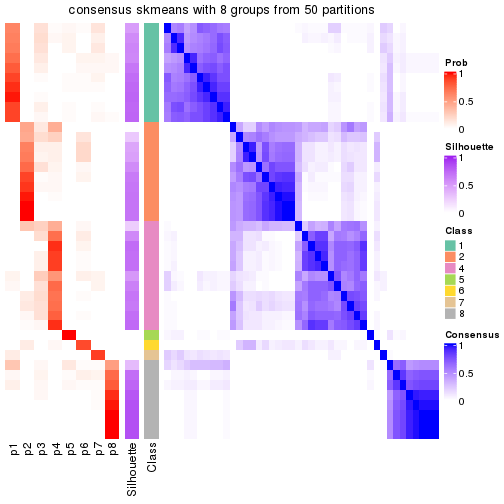 consensus skmeans with 8 groups from 50 partitions
Prob
1
0.5
0
Silhouette
1
0.5
0
Class
1
2
4
5
6
7
8
Consensus
1
0.5
0
p1
p2
p3
p4
p5
p6
p7
p8
Silhouette
Class